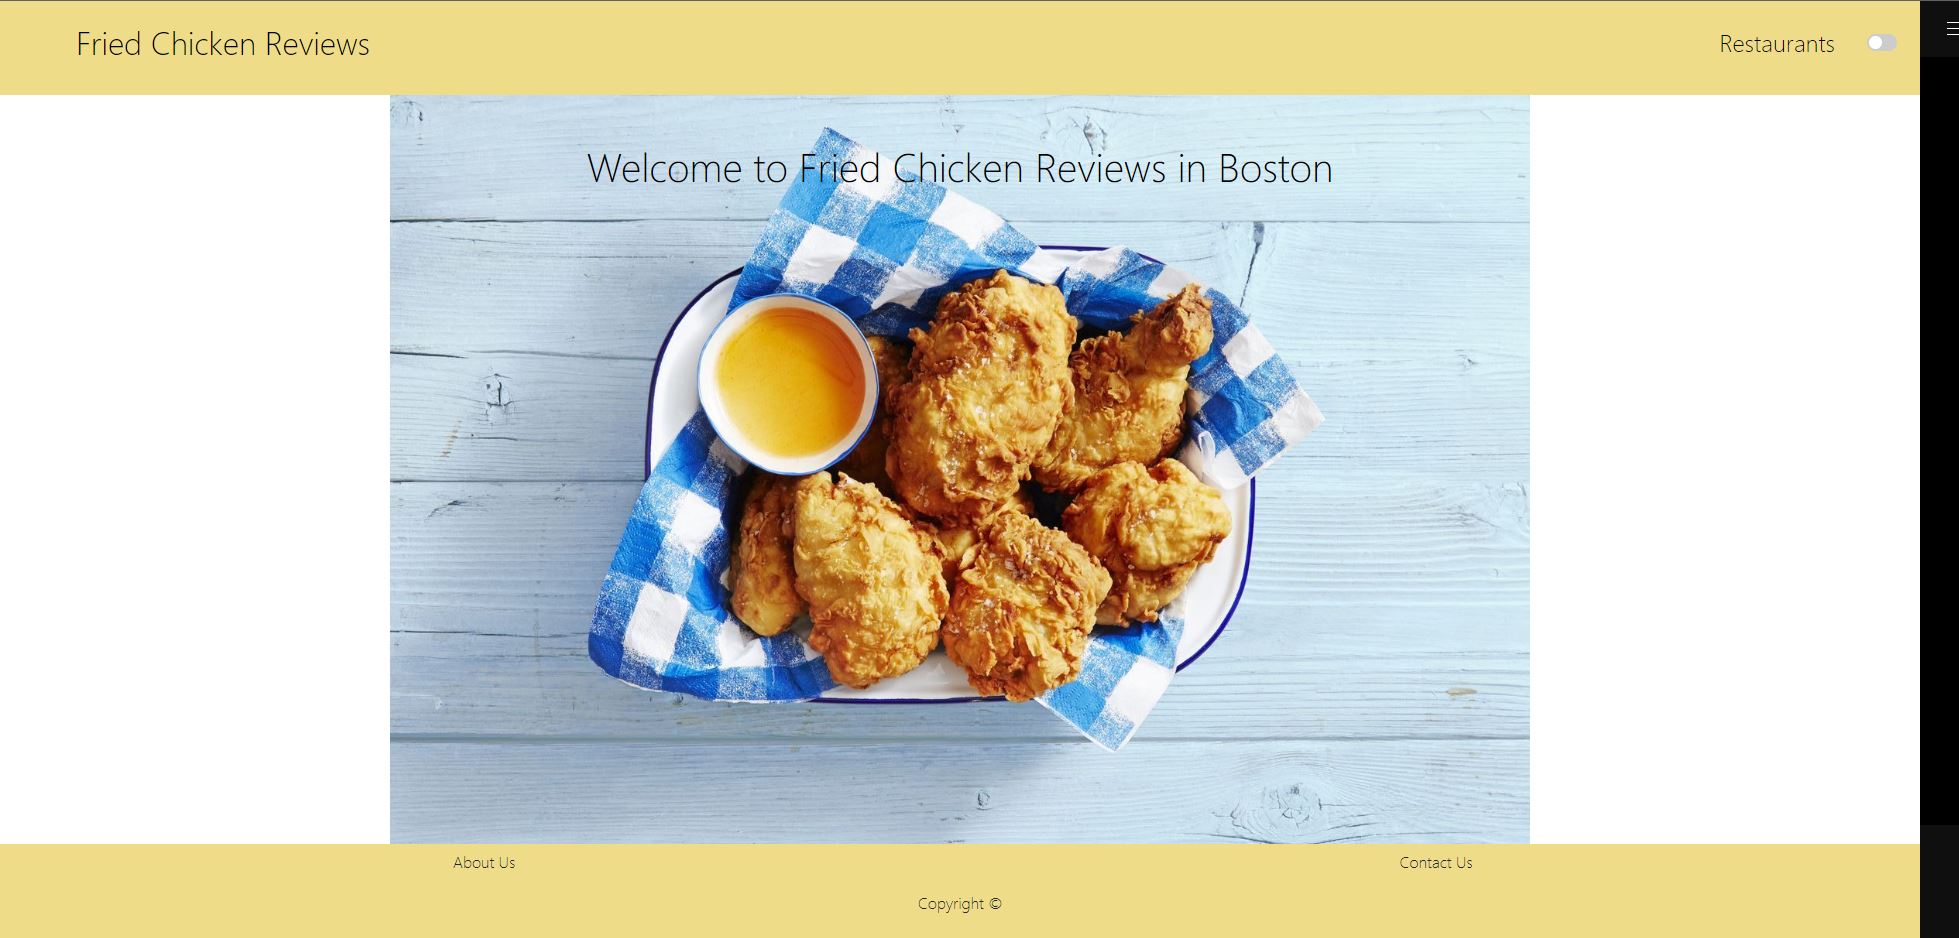 Fried Chicken Reviews
Restaurants
Welcome to Fried Chicken Reviews in Boston
About Us
Contact Us
Copyright ©